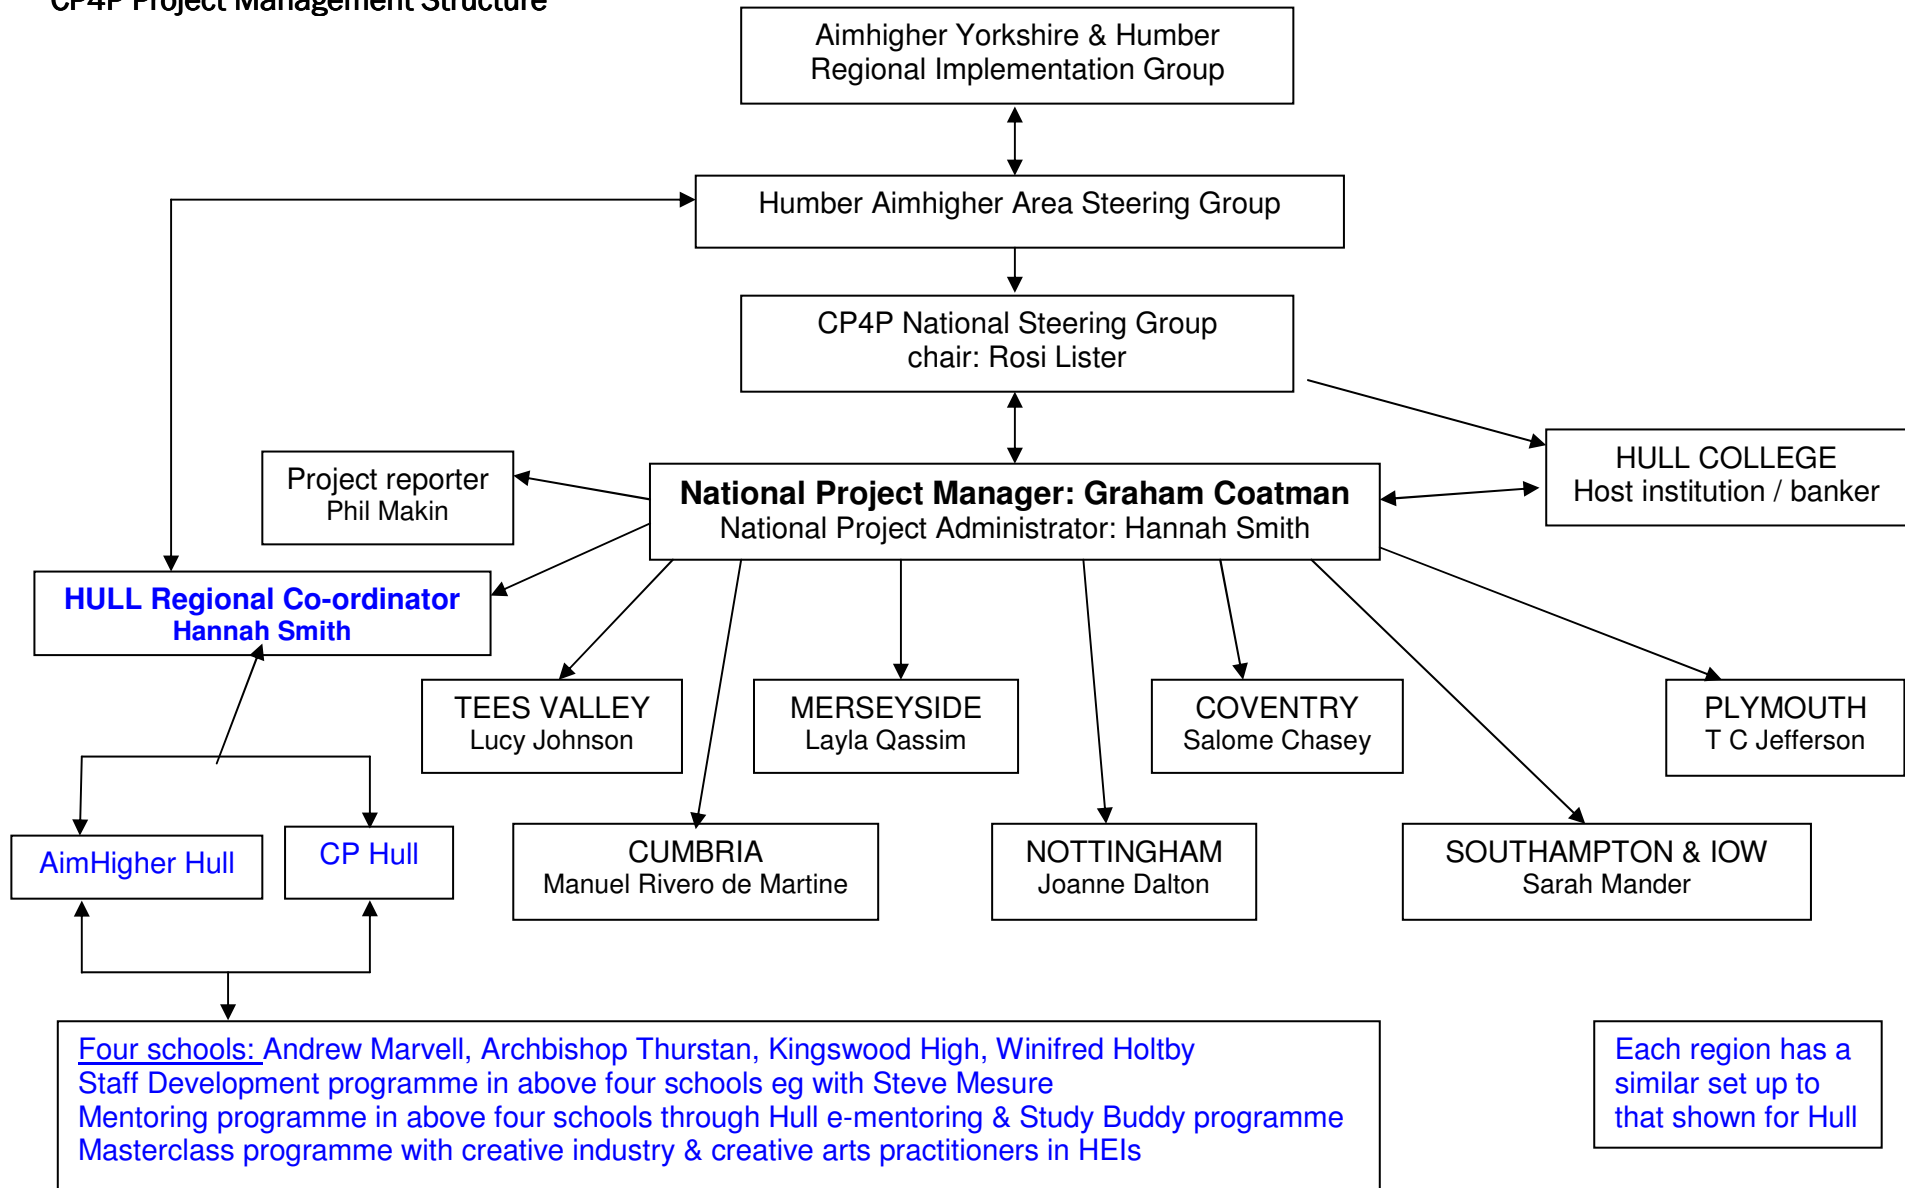 CP4P Project Management Structure
Aimhigher Yorkshire & Humber
Regional Implementation Group
Humber Aimhigher Area Steering Group
CP4P National Steering Group
chair: Rosi Lister
HULL COLLEGE
Host institution / banker
Project reporter
Phil Makin
National Project Manager: Graham Coatman
National Project Administrator: Hannah Smith
HULL Regional Co-ordinator
Hannah Smith
TEES VALLEY
Lucy Johnson
MERSEYSIDE
Layla Qassim
COVENTRY
Salome Chasey
PLYMOUTH
T C Jefferson
AimHigher Hull
CP Hull
CUMBRIA
Manuel Rivero de Martine
NOTTINGHAM
Joanne Dalton
SOUTHAMPTON & IOW
Sarah Mander
Four schools: Andrew Marvell, Archbishop Thurstan, Kingswood High, Winifred Holtby
Staff Development programme in above four schools eg with Steve Mesure
Mentoring programme in above four schools through Hull e-mentoring & Study Buddy programme
Masterclass programme with creative industry & creative arts practitioners in HEIs
Each region has a
similar set up to
that shown for Hull